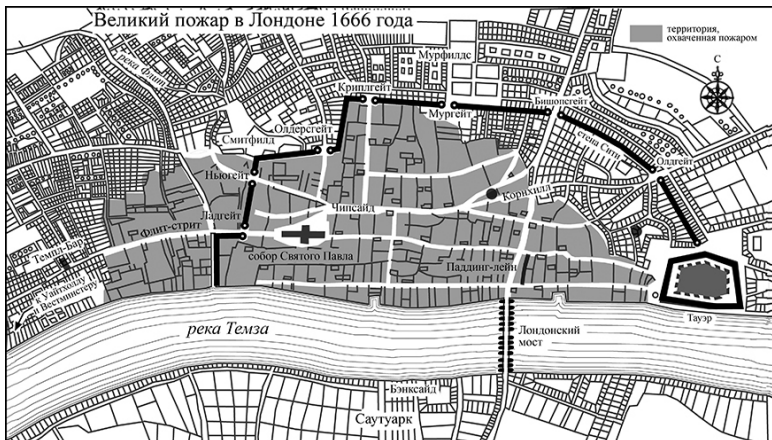 Великий пожар в Лондоне 1666 года
территория,
охваченная пожаром
С
река Флит
Мурфилдс
Криплгейт
Мургейт
Бишопсгейт
стена Сити
Олдерсгейт
Смитфилд
Олдгейт
Ньюгейт
Корнхилл
Чипсайд
Ладгейт
Флит-стрит
собор Святого Павла
Паддинг-лейн
Темпл-Бар
к Уайтхоллу
и Вестминстеру
Тауэр
река Темза
Лондонский
мост
Бэнксайд
Саутуарк